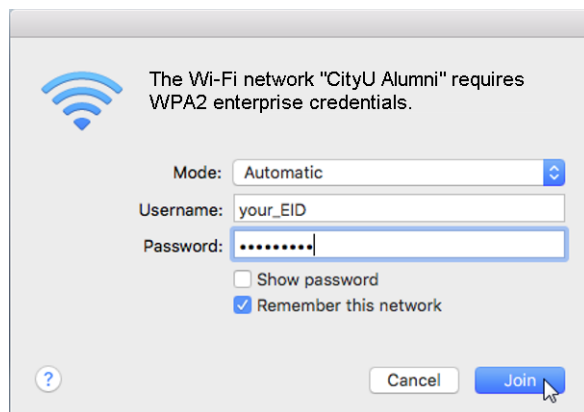 The Wi-Fi network "CityU Alumni" requires
WPA2 enterprise credentials.
Mode: Automatic
Username: your_EID
Password: •••••••••
Show password
Remember this network
? Cancel Join